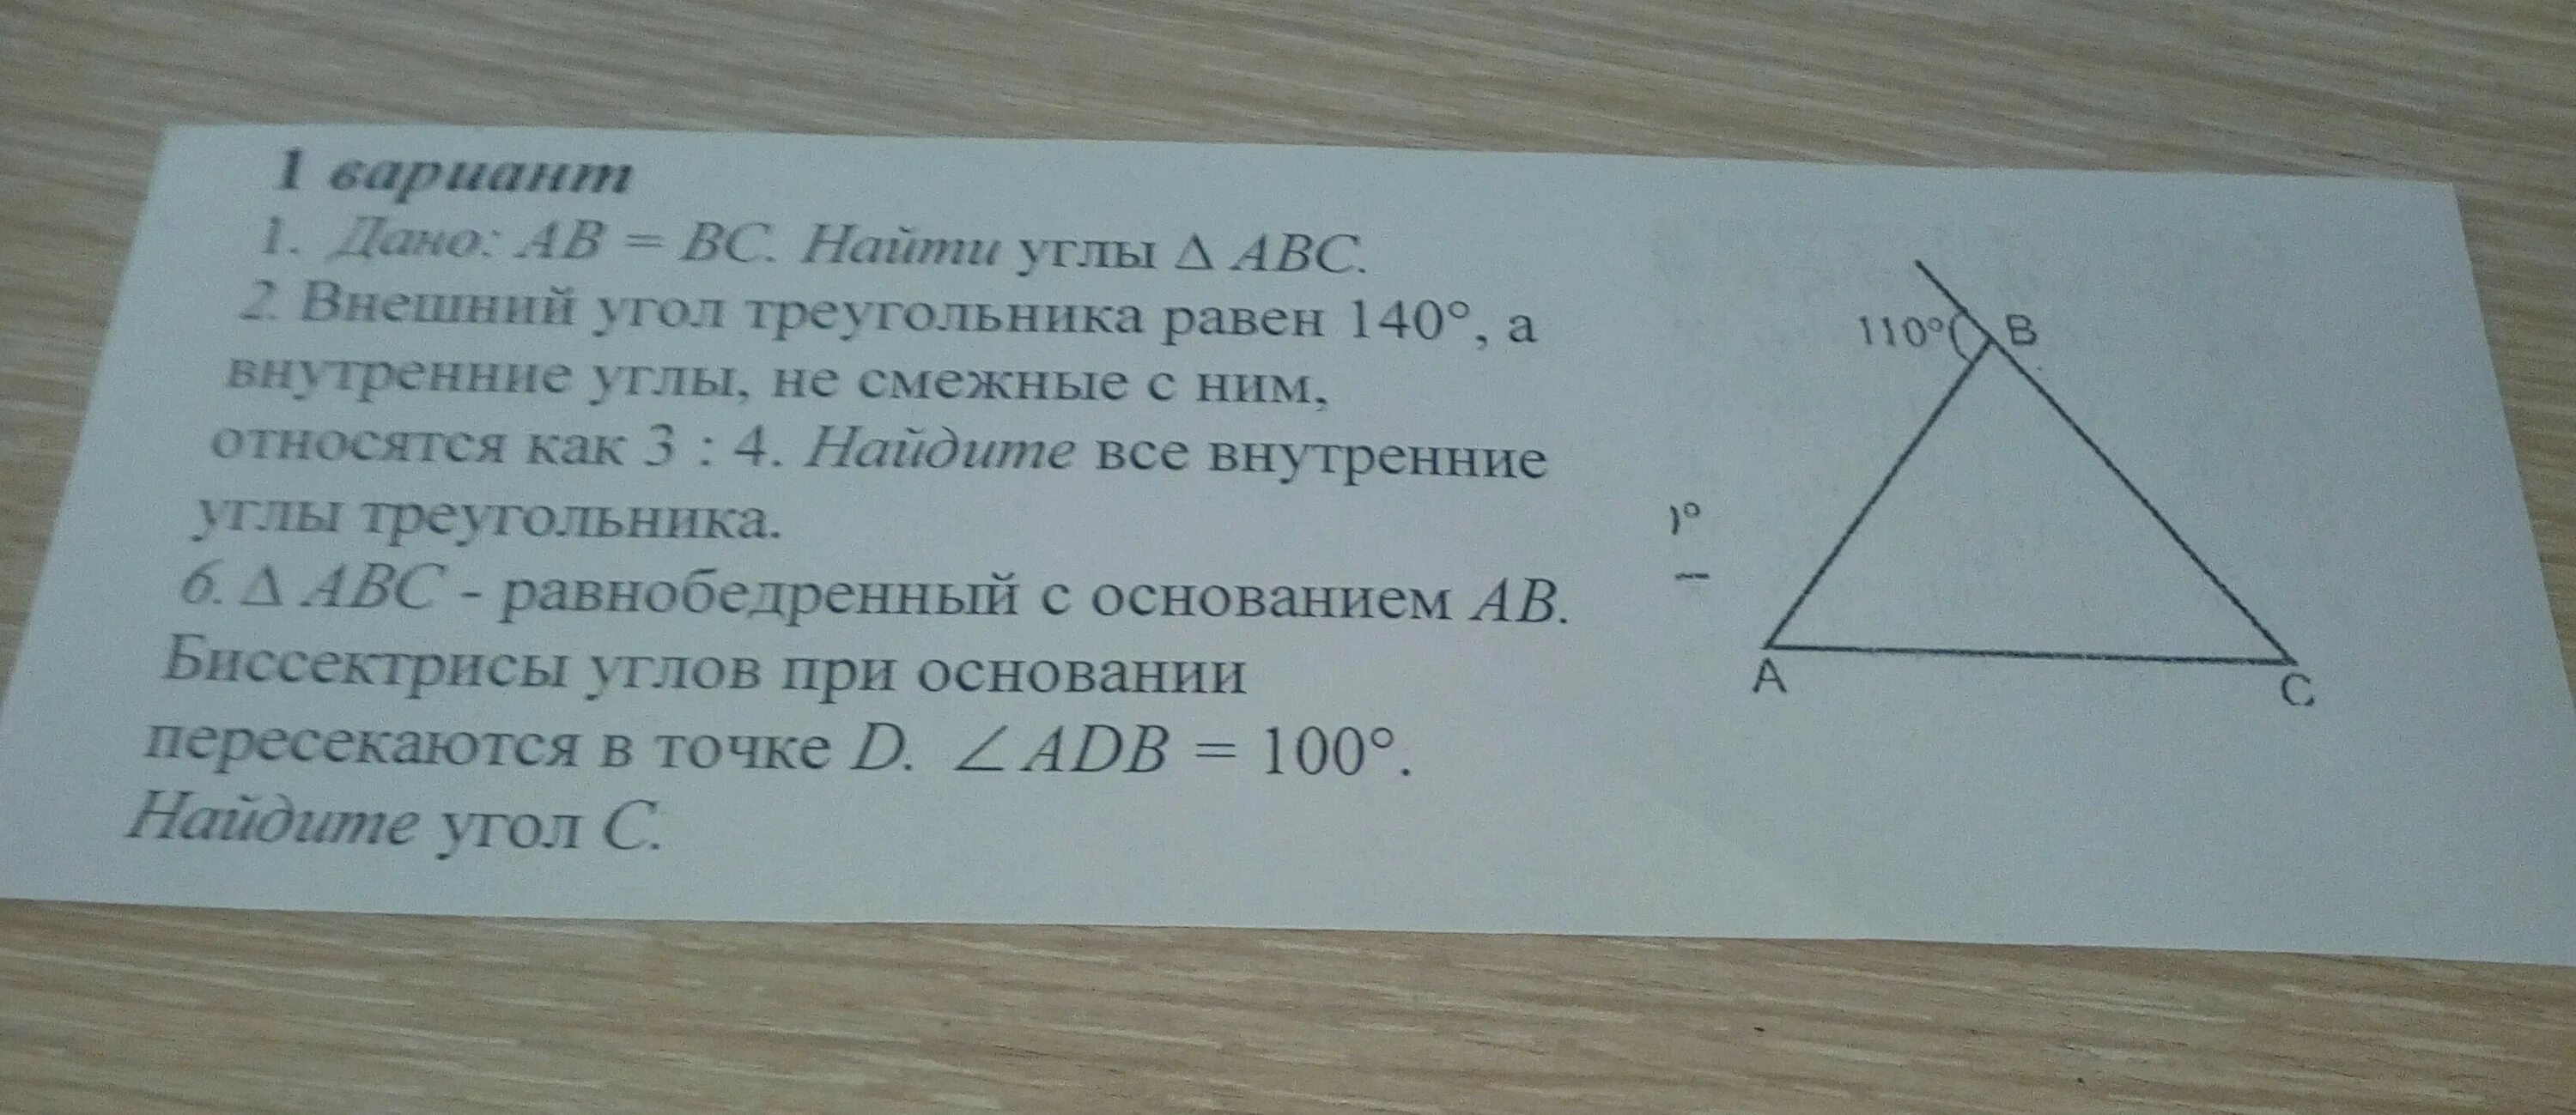 1 вариант
1. Дано: AB = BC. Найти углы Δ ABC.
2. Внешний угол треугольника равен 140°, а
внутренние углы, не смежные с ним,
относятся как 3 : 4. Найдите все внутренние
углы треугольника.
6. Δ ABC - равнобедренный с основанием AB.
Биссектрисы углов при основании
пересекаются в точке D. ∠ADB = 100°.
Найдите угол C.
110°
B
A
C